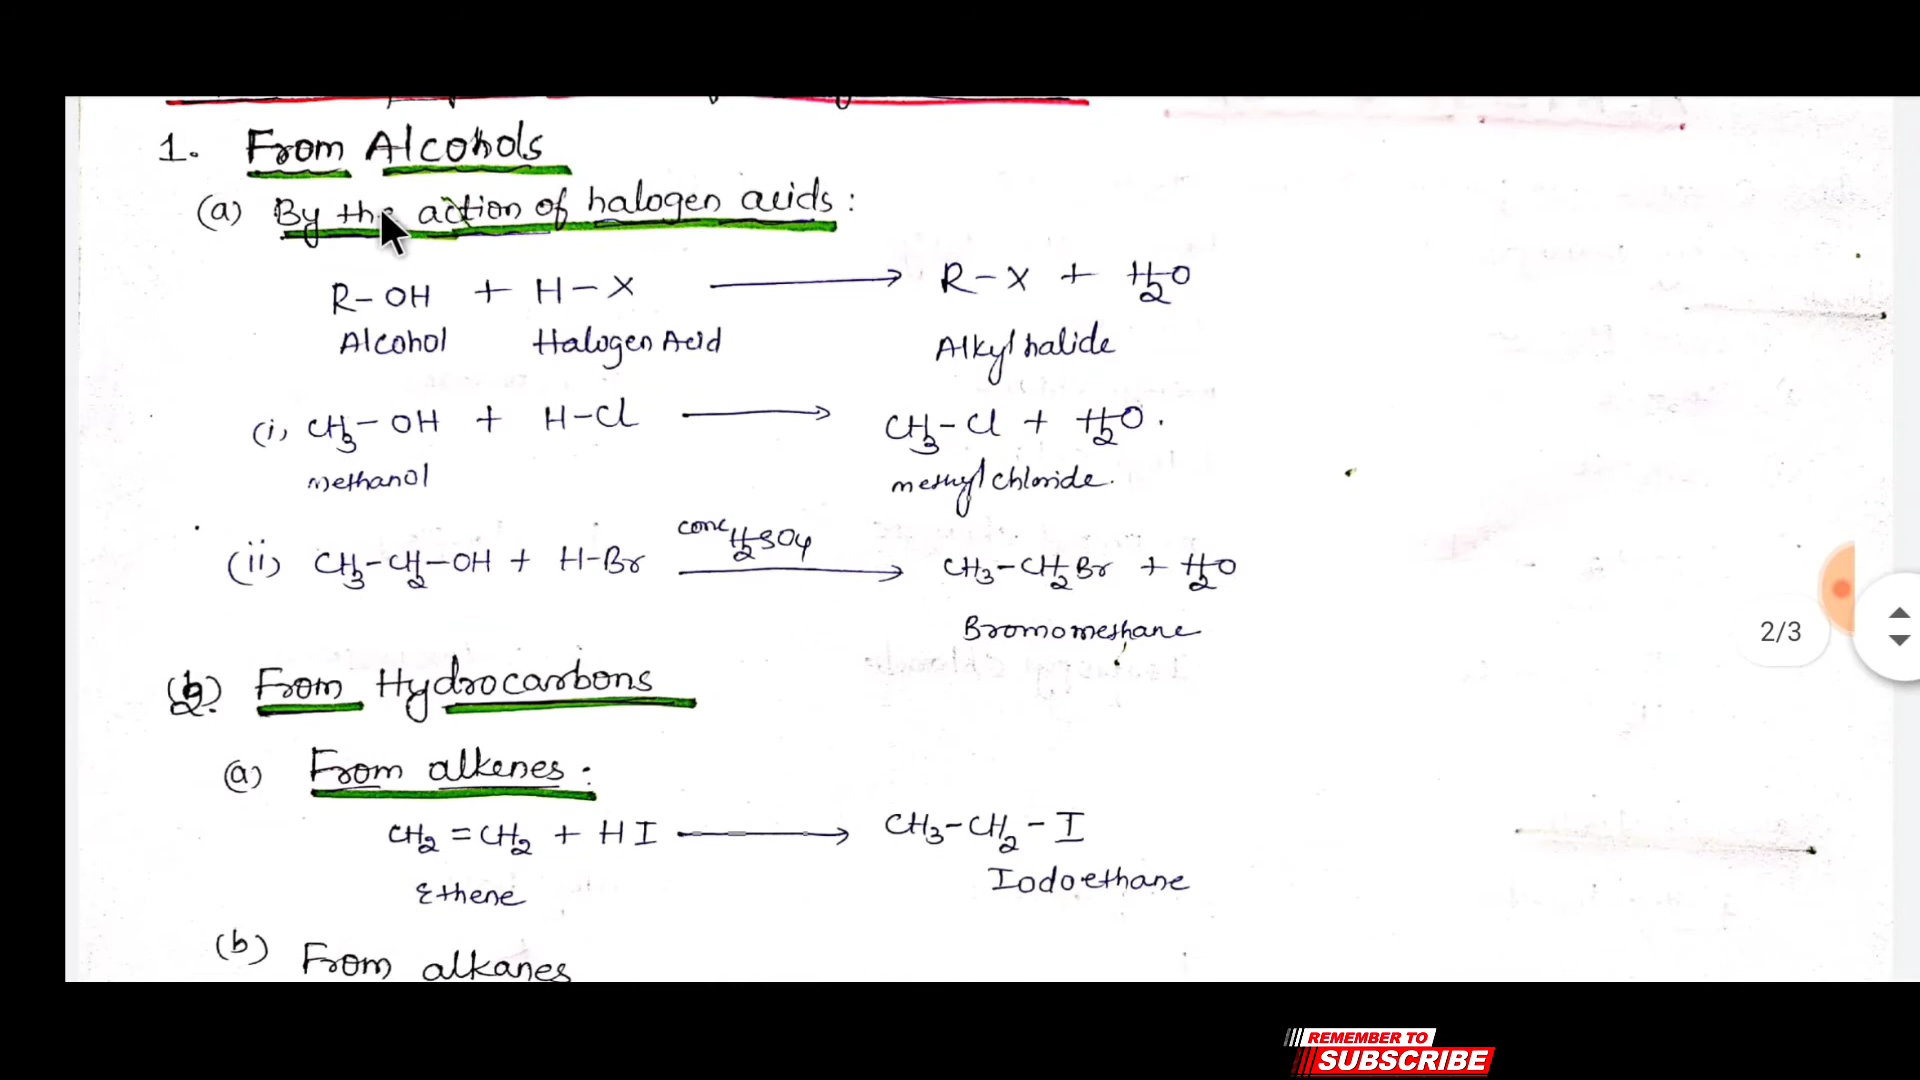 1. From Alcohols
(a) By the action of halogen acids :
R-OH + H-X ⟶ R-X + H₂O
Alcohol Halogen Acid Alkyl halide
(i) CH₃-OH + H-Cl ⟶ CH₃-Cl + H₂O.
methanol methyl chloride.
(ii) CH₃-CH₂-OH + H-Br conc H₂SO₄ ⟶ CH₃-CH₂Br + H₂O
Bromomethane
2. From Hydrocarbons
(a) From alkenes :
CH₂=CH₂ + HI ⟶ CH₃-CH₂-I
Ethene Iodoethane
(b) From alkanes
2/3
REMEMBER TO
SUBSCRIBE